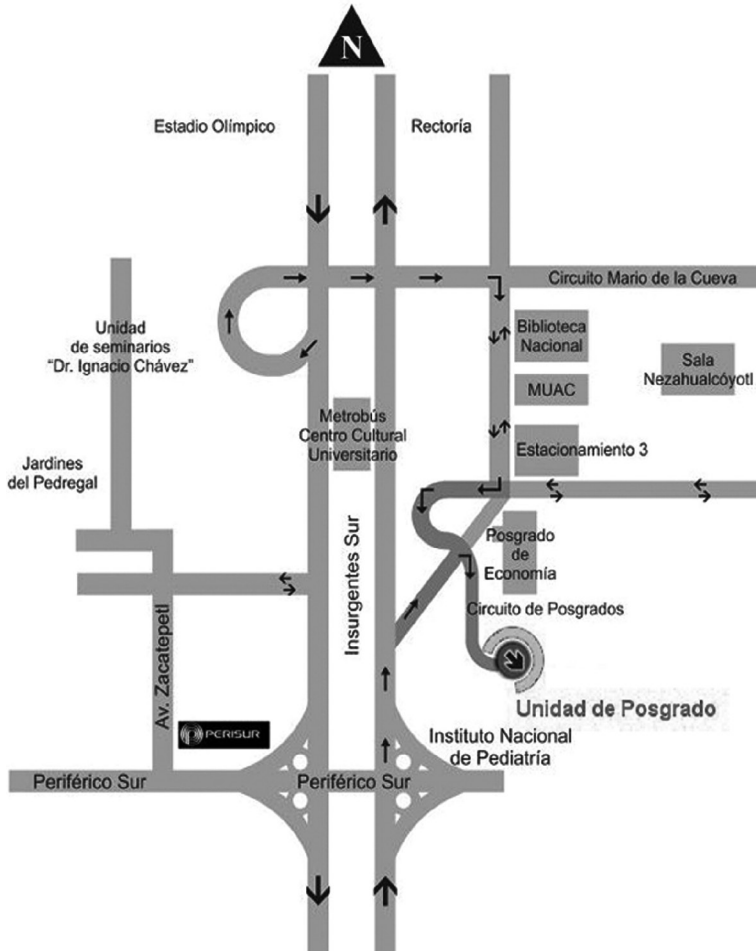 N
Estadio Olímpico
Rectoría
Circuito Mario de la Cueva
Unidad
de seminarios
“Dr. Ignacio Chávez”
Biblioteca
Nacional
Sala
Nezahualcóyotl
MUAC
Metrobús
Centro Cultural
Universitario
Estacionamiento 3
Jardines
del Pedregal
Insurgentes Sur
Posgrado
de
Economía
Circuito de Posgrados
Av. Zacatepetl
Unidad de Posgrado
PERISUR
Instituto Nacional
de Pediatría
Periférico Sur
Periférico Sur